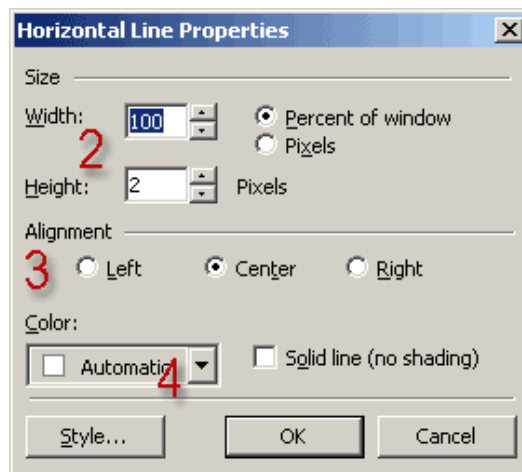 Horizontal Line Properties
Size
Width: 100 Percent of window
2 Pixels
Height: 2 Pixels
Alignment
3 Left Center Right
Color:
Automatic 4 Solid line (no shading)
Style... OK Cancel